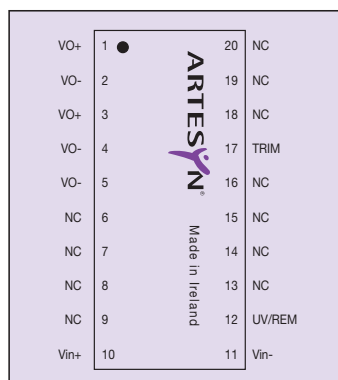 VO+ 1 20 NC
VO- 2 19 NC
VO+ 3 18 NC
VO- 4 17 TRIM
VO- 5 16 NC
NC 6 15 NC
NC 7 14 NC
NC 8 13 NC
NC 9 12 UV/REM
Vin+ 10 11 Vin-
ARTESYN®
Made in Ireland